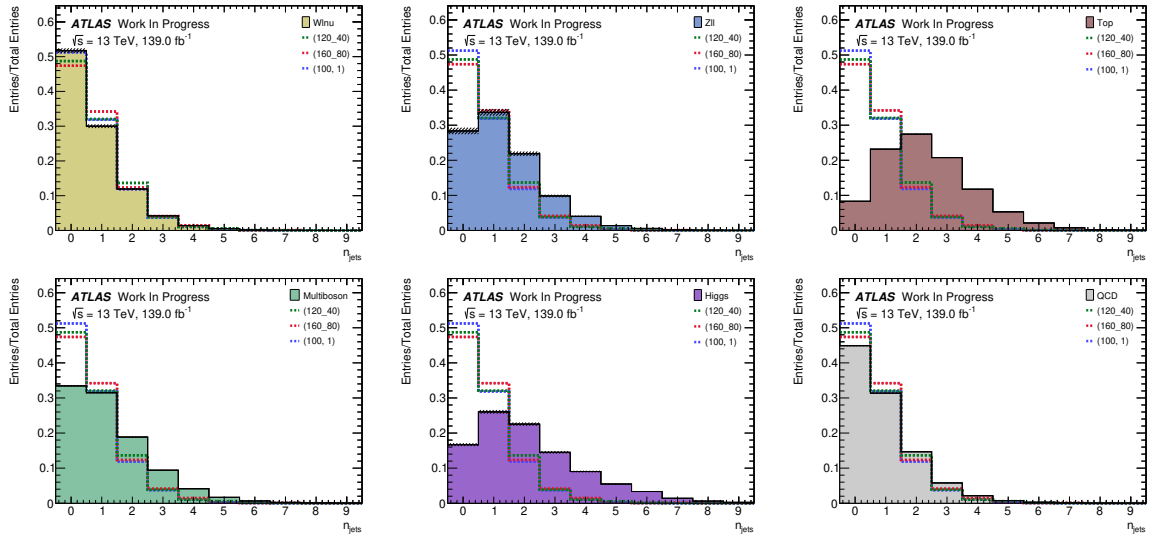 Entries/Total Entries
ATLAS Work In Progress
√s = 13 TeV, 139.0 fb-1
Wlnu
(120_40)
(160_80)
(100, 1)
0.6
0.5
0.4
0.3
0.2
0.1
0
0 1 2 3 4 5 6 7 8 9
njets
Entries/Total Entries
ATLAS Work In Progress
√s = 13 TeV, 139.0 fb-1
Zll
(120_40)
(160_80)
(100, 1)
0.6
0.5
0.4
0.3
0.2
0.1
0
0 1 2 3 4 5 6 7 8 9
njets
Entries/Total Entries
ATLAS Work In Progress
√s = 13 TeV, 139.0 fb-1
Top
(120_40)
(160_80)
(100, 1)
0.6
0.5
0.4
0.3
0.2
0.1
0
0 1 2 3 4 5 6 7 8 9
njets
Entries/Total Entries
ATLAS Work In Progress
√s = 13 TeV, 139.0 fb-1
Multiboson
(120_40)
(160_80)
(100, 1)
0.6
0.5
0.4
0.3
0.2
0.1
0
0 1 2 3 4 5 6 7 8 9
njets
Entries/Total Entries
ATLAS Work In Progress
√s = 13 TeV, 139.0 fb-1
Higgs
(120_40)
(160_80)
(100, 1)
0.6
0.5
0.4
0.3
0.2
0.1
0
0 1 2 3 4 5 6 7 8 9
njets
Entries/Total Entries
ATLAS Work In Progress
√s = 13 TeV, 139.0 fb-1
QCD
(120_40)
(160_80)
(100, 1)
0.6
0.5
0.4
0.3
0.2
0.1
0
0 1 2 3 4 5 6 7 8 9
njets